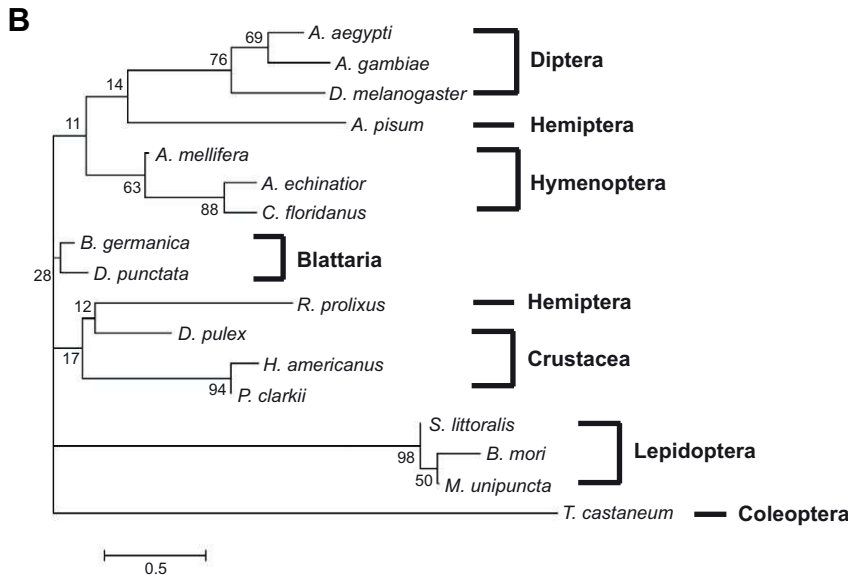 B
A. aegypti
69
76
A. gambiae
Diptera
14
D. melanogaster
11
A. pisum
Hemiptera
A. mellifera
63
A. echinatior
Hymenoptera
88
C. floridanus
B. germanica
Blattaria
28
D. punctata
12
R. prolixus
Hemiptera
D. pulex
17
H. americanus
Crustacea
94
P. clarkii
S. littoralis
98
B. mori
Lepidoptera
50
M. unipuncta
T. castaneum
Coleoptera
0.5